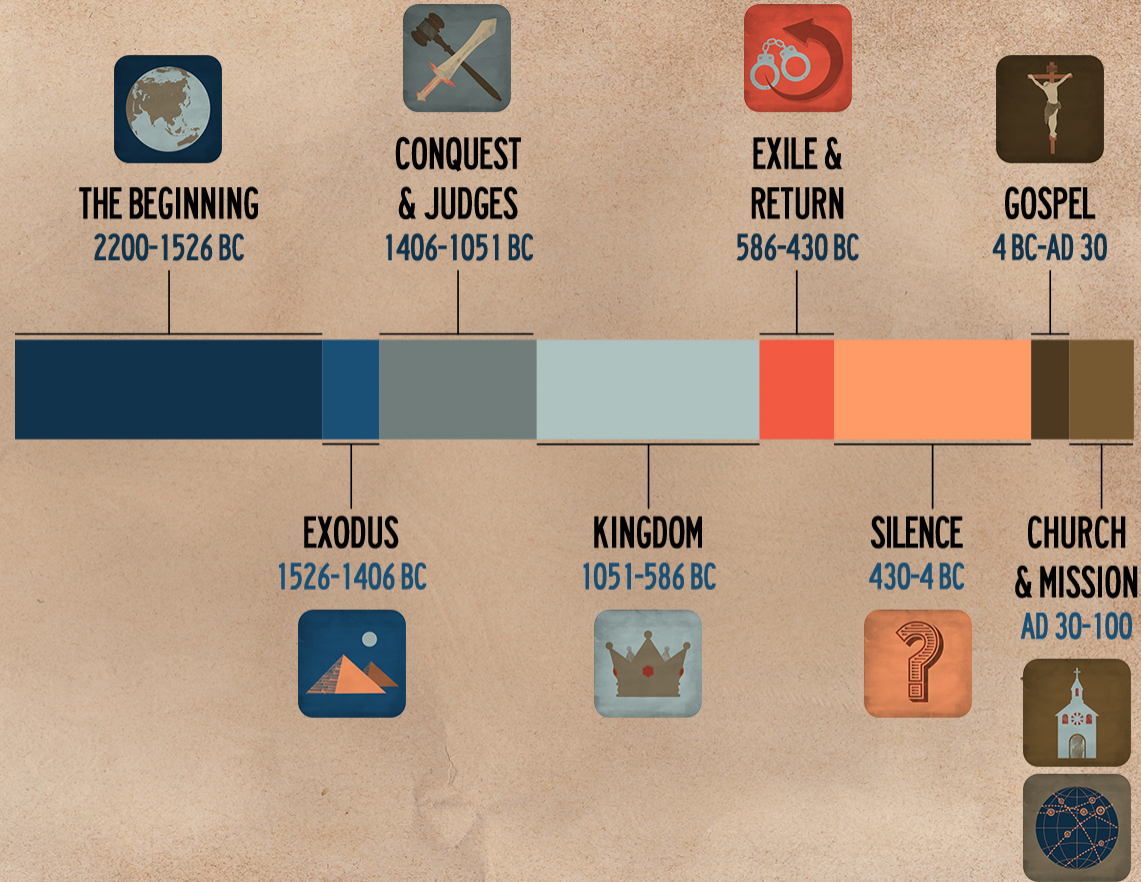 THE BEGINNING
2200-1526 BC
CONQUEST
& JUDGES
1406-1051 BC
EXILE &
RETURN
586-430 BC
GOSPEL
4 BC-AD 30
EXODUS
1526-1406 BC
KINGDOM
1051-586 BC
SILENCE
430-4 BC
CHURCH
& MISSION
AD 30-100
?